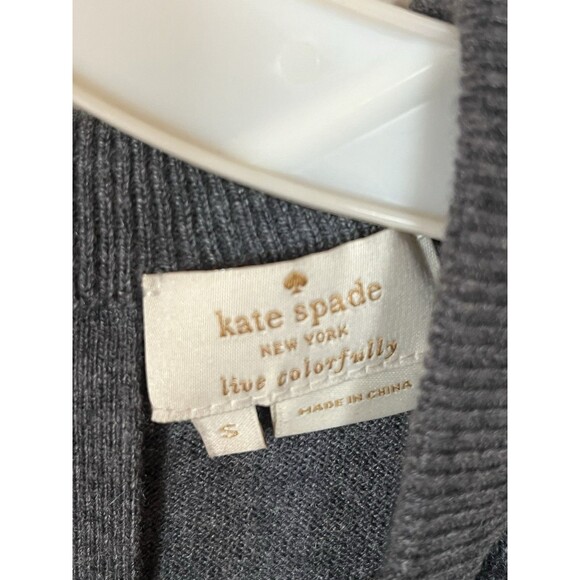 kate spade
NEW YORK
live colorfully
S
MADE IN CHINA